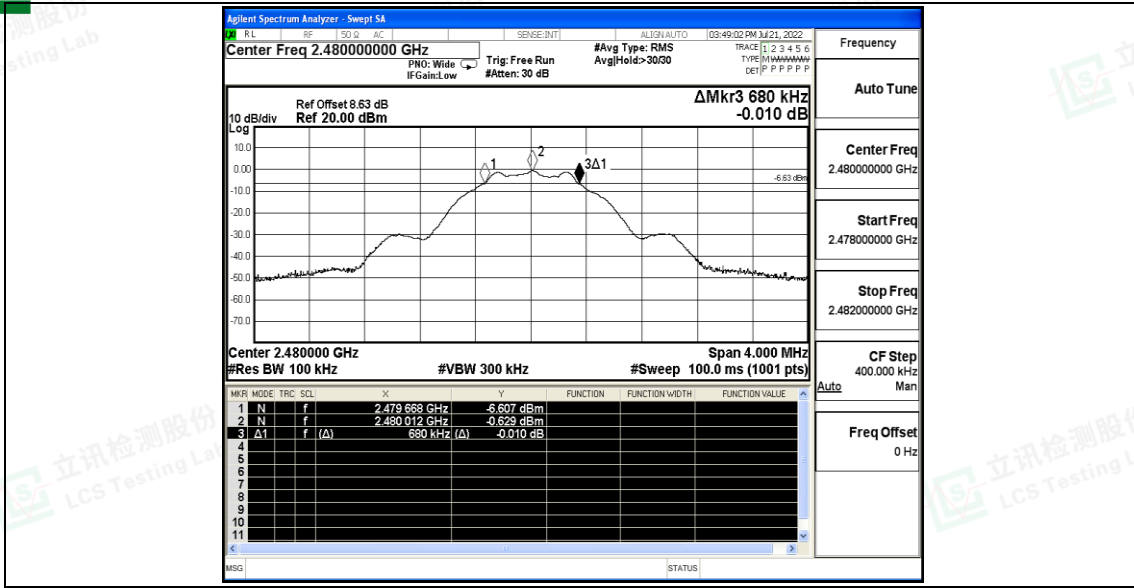 Agilent Spectrum Analyzer - Swept SA
LXI RL RF 50 Ω AC SENSE:INT ALIGNAUTO 03:49:02 PM Jul 21, 2022
Center Freq 2.480000000 GHz
#Avg Type: RMS
TRACE 1 2 3 4 5 6
PNO: Wide
Trig: Free Run
Avg|Hold:>30/30
TYPE MWWWWW
IFGain:Low
#Atten: 30 dB
DET P P P P P P
Ref Offset 8.63 dB
ΔMkr3 680 kHz
10 dB/div Ref 20.00 dBm
-0.010 dB
Log
10.0
0.00
-10.0
-20.0
-30.0
-40.0
-50.0
-60.0
-70.0
1
2
3Δ1
-6.63 dBm
Center 2.480000 GHz
Span 4.000 MHz
#Res BW 100 kHz
#VBW 300 kHz
#Sweep 100.0 ms (1001 pts)
MKR MODE TRC SCL X Y FUNCTION FUNCTION WIDTH FUNCTION VALUE
1 N f 2.479 668 GHz -6.607 dBm
2 N f 2.480 012 GHz -0.629 dBm
3 Δ1 f (Δ) 680 kHz (Δ) -0.010 dB
4
5
6
7
8
9
10
11
MSG
STATUS
Frequency
Auto Tune
Center Freq
2.480000000 GHz
Start Freq
2.478000000 GHz
Stop Freq
2.482000000 GHz
CF Step
400.000 kHz
Auto Man
Freq Offset
0 Hz
立讯检测股份
LCS Testing Lab